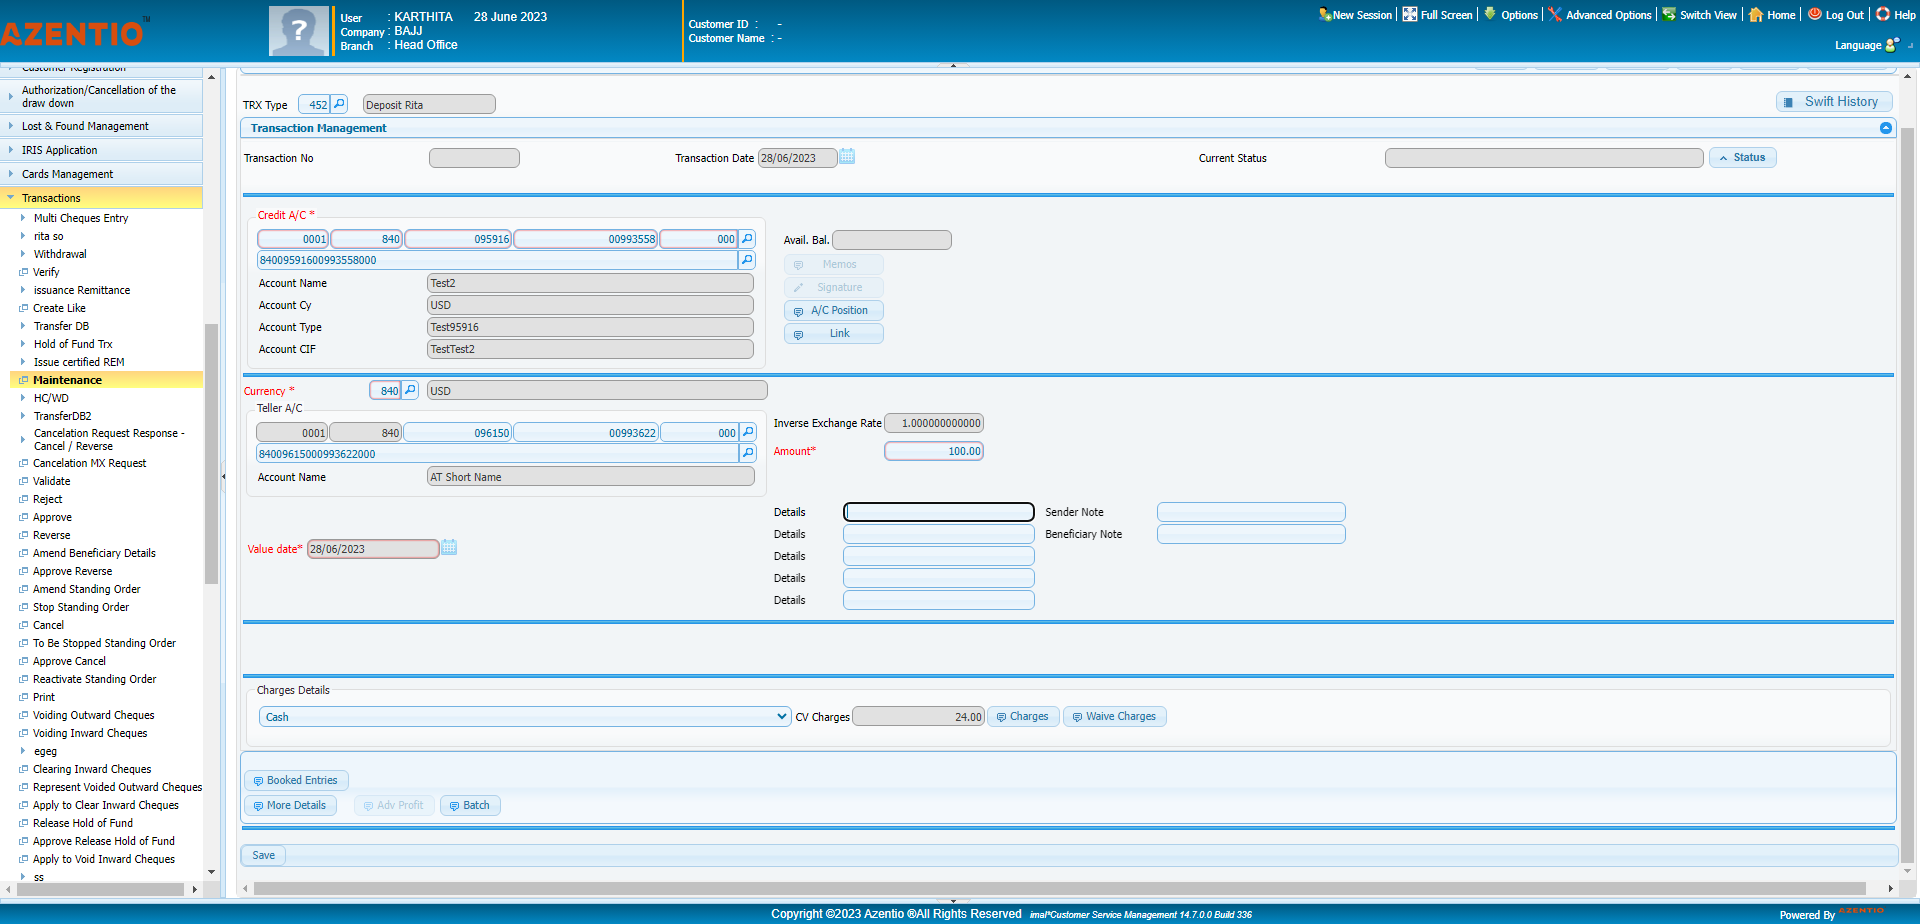 AZENTIO™
User : KARTHITA 28 June 2023
Company : BAJJ
Branch : Head Office
Customer ID : -
Customer Name : -
New Session Full Screen Options Advanced Options Switch View Home Log Out Help
Language
Customer Registration
Authorization/Cancellation of the
draw down
Lost & Found Management
IRIS Application
Cards Management
Transactions
Multi Cheques Entry
rita so
Withdrawal
Verify
issuance Remittance
Create Like
Transfer DB
Hold of Fund Trx
Issue certified REM
Maintenance
HC/WD
TransferDB2
Cancelation Request Response -
Cancel / Reverse
Cancelation MX Request
Validate
Reject
Approve
Reverse
Amend Beneficiary Details
Approve Reverse
Amend Standing Order
Stop Standing Order
Cancel
To Be Stopped Standing Order
Approve Cancel
Reactivate Standing Order
Print
Voiding Outward Cheques
Voiding Inward Cheques
egeg
Clearing Inward Cheques
Represent Voided Outward Cheques
Apply to Clear Inward Cheques
Release Hold of Fund
Approve Release Hold of Fund
Apply to Void Inward Cheques
ss
TRX Type 452 Deposit Rita
Swift History
Transaction Management
Transaction No Transaction Date 28/06/2023 Current Status Status
Credit A/C *
0001 840 095916 00993558 000
84009591600993558000
Account Name Test2
Account Cy USD
Account Type Test95916
Account CIF TestTest2
Avail. Bal.
Memos
Signature
A/C Position
Link
Currency * 840 USD
Teller A/C
0001 840 096150 00993622 000
84009615000993622000
Account Name AT Short Name
Inverse Exchange Rate 1.000000000000
Amount* 100.00
Details Sender Note
Details Beneficiary Note
Details
Details
Details
Value date* 28/06/2023
Charges Details
Cash CV Charges 24.00 Charges Waive Charges
Booked Entries
More Details Adv Profit Batch
Save
Copyright ©2023 Azentio ®All Rights Reserved imal*Customer Service Management 14.7.0.0 Build 336
Powered By AZENTIO